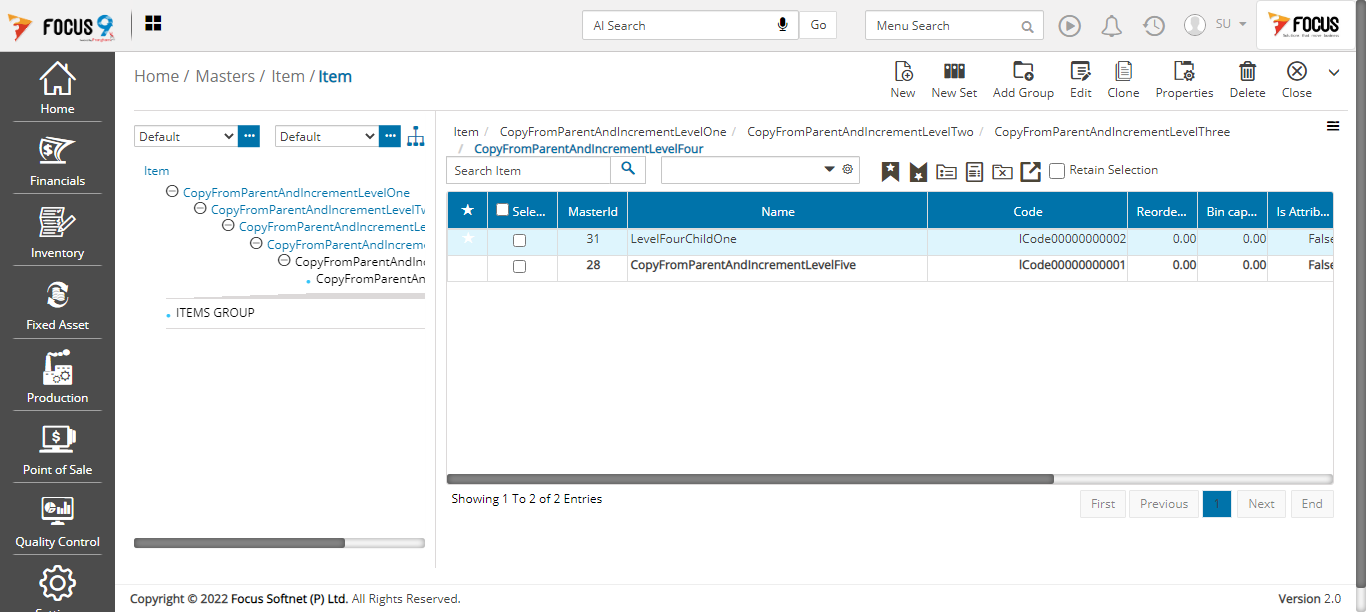 FOCUS 9
AI Search
Go
Menu Search
SU
FOCUS
Home
Financials
Inventory
Fixed Asset
Production
Point of Sale
Quality Control
Home / Masters / Item / Item
New
New Set
Add Group
Edit
Clone
Properties
Delete
Close
Default
Default
Item
CopyFromParentAndIncrementLevelOne
CopyFromParentAndIncrementLevelTw
CopyFromParentAndIncrementLe
CopyFromParentAndIncrem
CopyFromParentAndInc
CopyFromParentAn
ITEMS GROUP
Item / CopyFromParentAndIncrementLevelOne / CopyFromParentAndIncrementLevelTwo / CopyFromParentAndIncrementLevelThree
/ CopyFromParentAndIncrementLevelFour
Search Item
Retain Selection
Sele... MasterId Name Code Reorde... Bin cap... Is Attrib...
31 LevelFourChildOne ICode00000000002 0.00 0.00 False
28 CopyFromParentAndIncrementLevelFive ICode00000000001 0.00 0.00 False
Showing 1 To 2 of 2 Entries
First Previous 1 Next End
Copyright © 2022 Focus Softnet (P) Ltd. All Rights Reserved.
Version 2.0